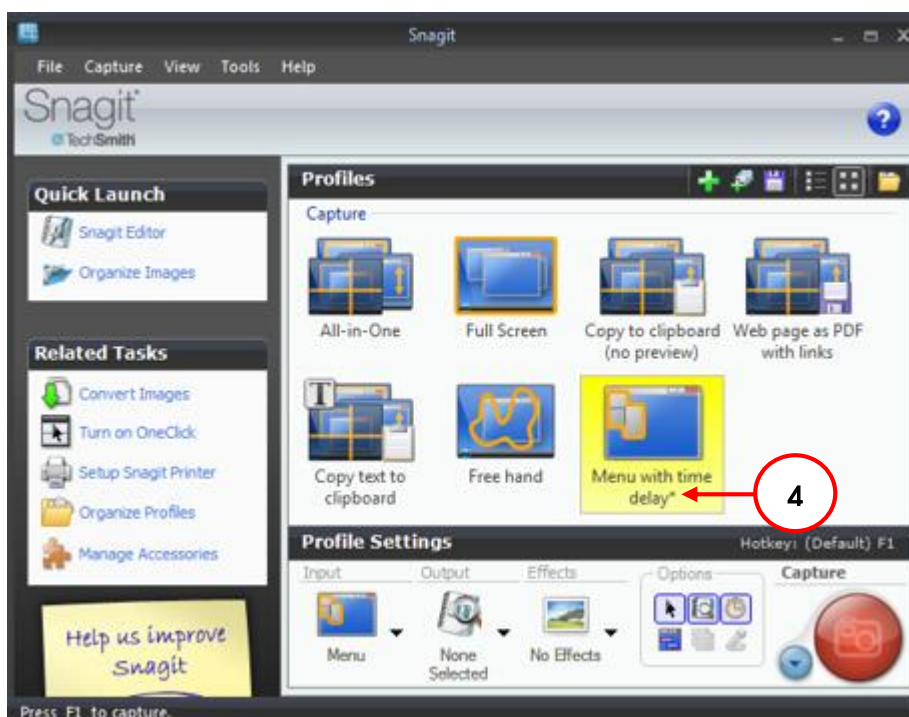 Snagit
File Capture View Tools Help
Snagit
TechSmith
?
Quick Launch
Snagit Editor
Organize Images
Related Tasks
Convert Images
Turn on OneClick
Setup Snagit Printer
Organize Profiles
Manage Accessories
Help us improve
Snagit
Profiles
Capture
All-in-One
Full Screen
Copy to clipboard
(no preview)
Web page as PDF
with links
T
Copy text to
clipboard
Free hand
Menu with time
delay*
4
Profile Settings
Hotkey: (Default) F1
Input
Output
Effects
Options
Capture
Menu
None
Selected
No Effects
Press F1 to capture.